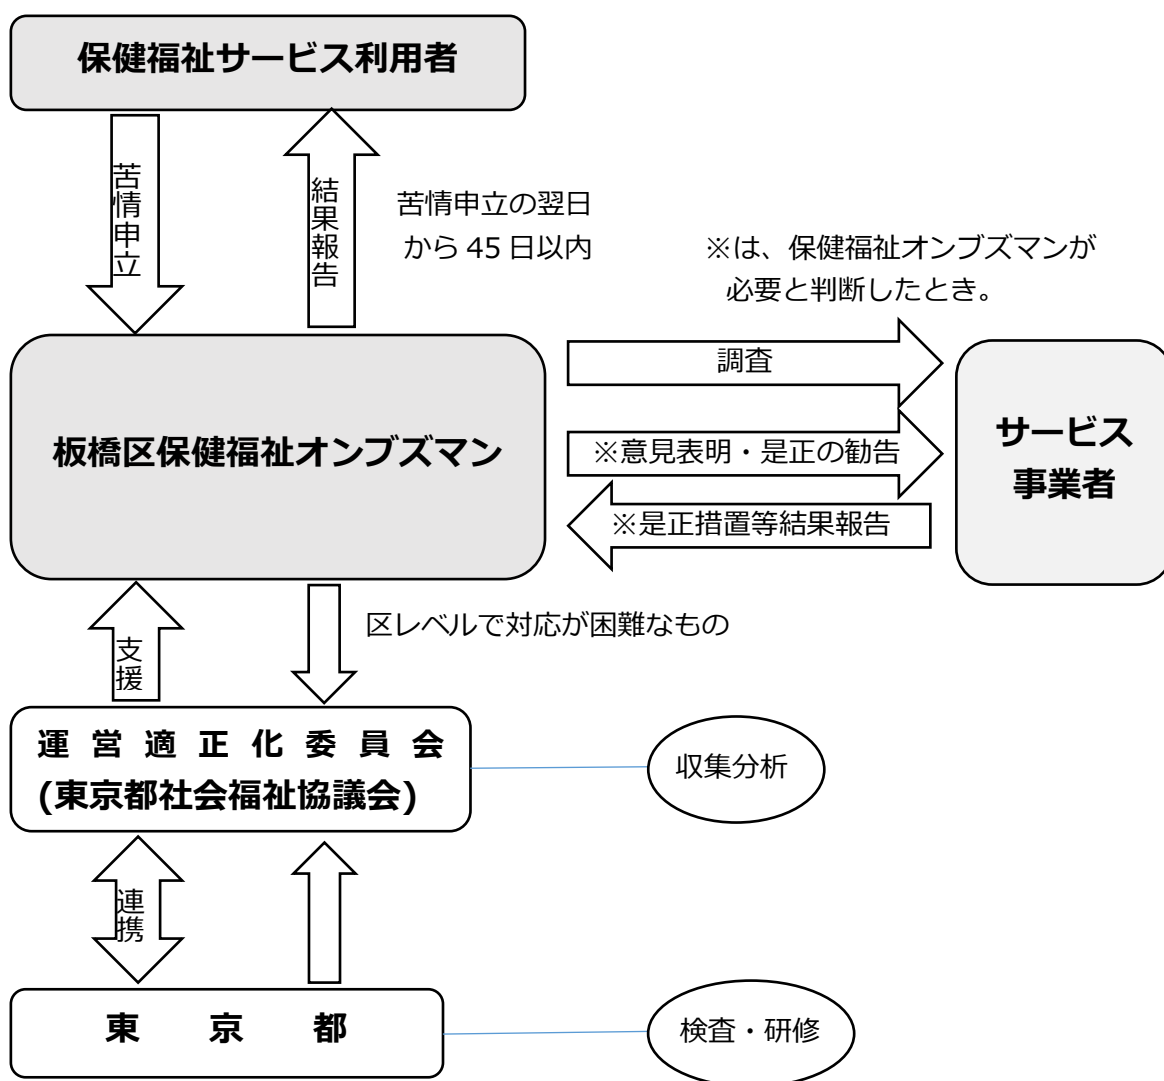 保健福祉サービス利用者
苦情申立
結果報告
苦情申立の翌日
から 45 日以内
※は、保健福祉オンブズマンが
必要と判断したとき。
調査
板橋区保健福祉オンブズマン
※意見表明・是正の勧告
サービス
事業者
※是正措置等結果報告
支援
区レベルで対応が困難なもの
運 営 適 正 化 委 員 会
(東京都社会福祉協議会)
収集分析
連携
東 京 都
検査・研修